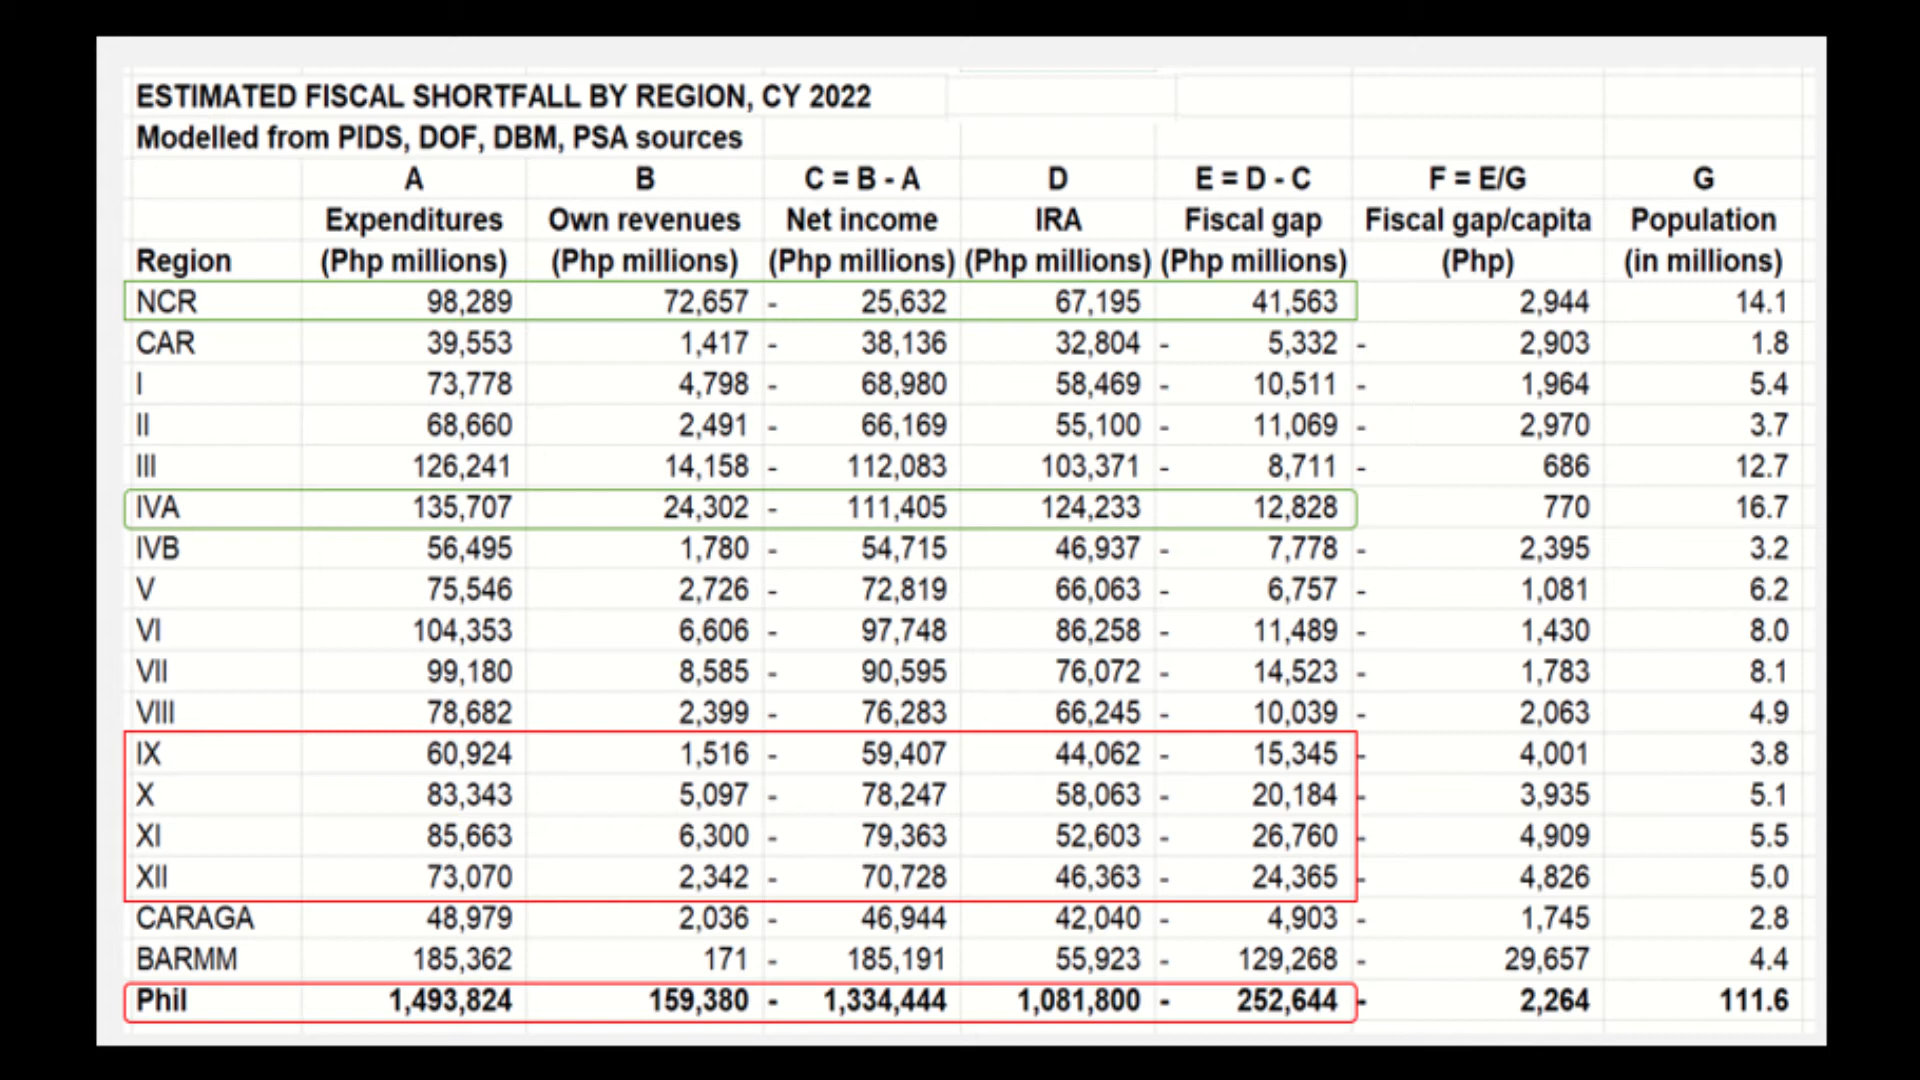 ESTIMATED FISCAL SHORTFALL BY REGION, CY 2022
Modelled from PIDS, DOF, DBM, PSA sources
A B C = B - A D E = D - C F = E/G G
Expenditures Own revenues Net income IRA Fiscal gap Fiscal gap/capita Population
Region (Php millions) (Php millions) (Php millions) (Php millions) (Php millions) (Php) (in millions)
NCR 98,289 72,657 - 25,632 67,195 41,563 2,944 14.1
CAR 39,553 1,417 - 38,136 32,804 - 5,332 - 2,903 1.8
I 73,778 4,798 - 68,980 58,469 - 10,511 - 1,964 5.4
II 68,660 2,491 - 66,169 55,100 - 11,069 - 2,970 3.7
III 126,241 14,158 - 112,083 103,371 - 8,711 - 686 12.7
IVA 135,707 24,302 - 111,405 124,233 12,828 770 16.7
IVB 56,495 1,780 - 54,715 46,937 - 7,778 - 2,395 3.2
V 75,546 2,726 - 72,819 66,063 - 6,757 - 1,081 6.2
VI 104,353 6,606 - 97,748 86,258 - 11,489 - 1,430 8.0
VII 99,180 8,585 - 90,595 76,072 - 14,523 - 1,783 8.1
VIII 78,682 2,399 - 76,283 66,245 - 10,039 - 2,063 4.9
IX 60,924 1,516 - 59,407 44,062 - 15,345 - 4,001 3.8
X 83,343 5,097 - 78,247 58,063 - 20,184 - 3,935 5.1
XI 85,663 6,300 - 79,363 52,603 - 26,760 - 4,909 5.5
XII 73,070 2,342 - 70,728 46,363 - 24,365 - 4,826 5.0
CARAGA 48,979 2,036 - 46,944 42,040 - 4,903 - 1,745 2.8
BARMM 185,362 171 - 185,191 55,923 - 129,268 - 29,657 4.4
Phil 1,493,824 159,380 - 1,334,444 1,081,800 - 252,644 - 2,264 111.6